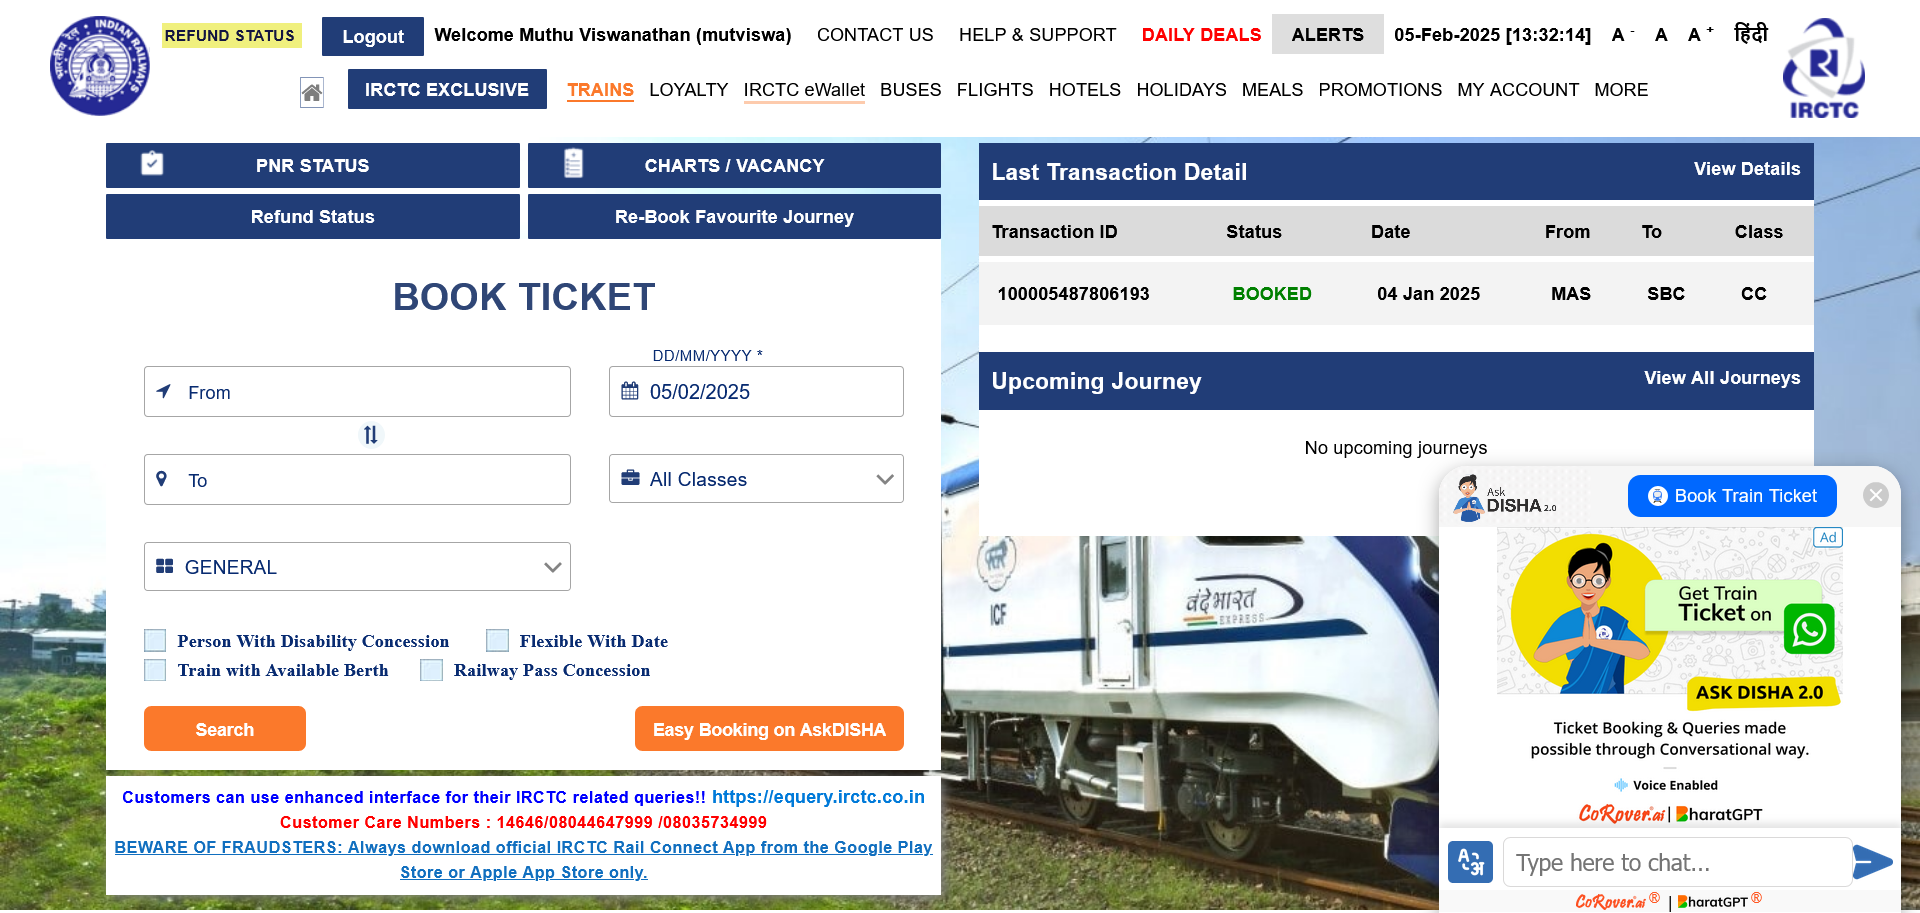 REFUND STATUS
Logout
Welcome Muthu Viswanathan (mutviswa)
CONTACT US
HELP & SUPPORT
DAILY DEALS
ALERTS
05-Feb-2025 [13:32:14]
A -
A
A +
हिंदी
INDIAN RAILWAYS
भारतीय रेल
IRCTC
IRCTC EXCLUSIVE
TRAINS
LOYALTY
IRCTC eWallet
BUSES
FLIGHTS
HOTELS
HOLIDAYS
MEALS
PROMOTIONS
MY ACCOUNT
MORE
PNR STATUS
CHARTS / VACANCY
Refund Status
Re-Book Favourite Journey
BOOK TICKET
DD/MM/YYYY *
From
05/02/2025
To
All Classes
GENERAL
Person With Disability Concession
Flexible With Date
Train with Available Berth
Railway Pass Concession
Search
Easy Booking on AskDISHA
Customers can use enhanced interface for their IRCTC related queries!! https://equery.irctc.co.in
Customer Care Numbers : 14646/08044647999 /08035734999
BEWARE OF FRAUDSTERS: Always download official IRCTC Rail Connect App from the Google Play
Store or Apple App Store only.
Last Transaction Detail
View Details
Transaction ID Status Date From To Class
100005487806193 BOOKED 04 Jan 2025 MAS SBC CC
Upcoming Journey
View All Journeys
No upcoming journeys
ICF
वंदे भारत
EXPRESS
Ask
DISHA 2.0
Book Train Ticket
Ad
Get Train
Ticket on
ASK DISHA 2.0
Ticket Booking & Queries made
possible through Conversational way.
Voice Enabled
CoRover.ai | BharatGPT
A अ
Type here to chat...
CoRover.ai ® | BharatGPT ®